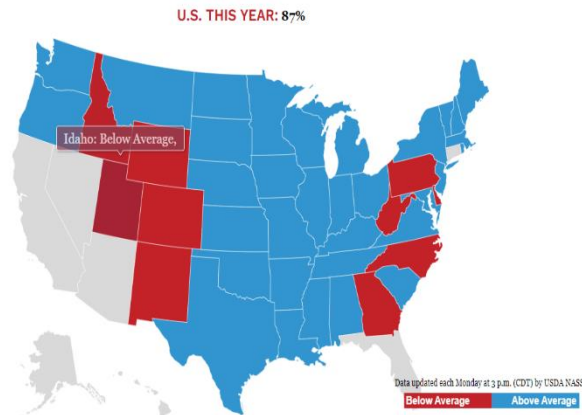 U.S. THIS YEAR: 87%
Idaho: Below Average,
Data updated each Monday at 3 p.m. (CDT) by USDA NASS
Below Average Above Average